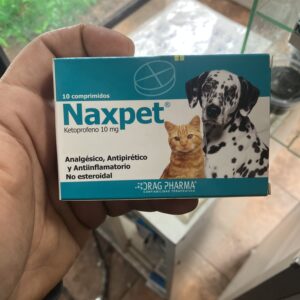 10 comprimidos
Naxpet®
Ketoprofeno 10 mg
Analgésico, Antipirético
y Antiinflamatorio
No esteroidal
DRAG PHARMA®